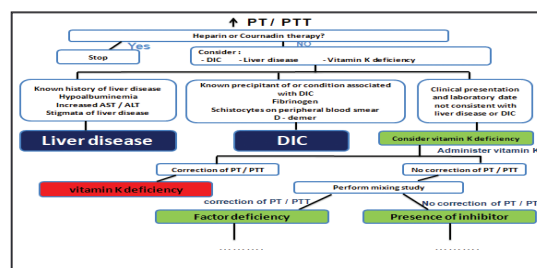 ↑ PT / PTT
Heparin or Cournadin therapy?
Yes
NO
Stop
Consider :
- DIC - Liver disease - Vitamin K deficiency
Known history of liver disease
Hypoalbuminemia
Increased AST / ALT
Stigmata of liver disease
Known precipitant of or condition associated
with DIC
Fibrinogen
Schistocytes on peripheral blood smear
D - demer
Clinical presentation
and laboratory date
not consistent with
liver disease or DIC
Liver disease
DIC
Consider vitamin K deficiency
Administer vitamin K
Correction of PT / PTT
No correction of PT / PTT
vitamin K deficiency
Perform mixing study
correction of PT / PTT
No correction of PT / PT
Factor deficiency
Presence of inhibitor
..........
..........